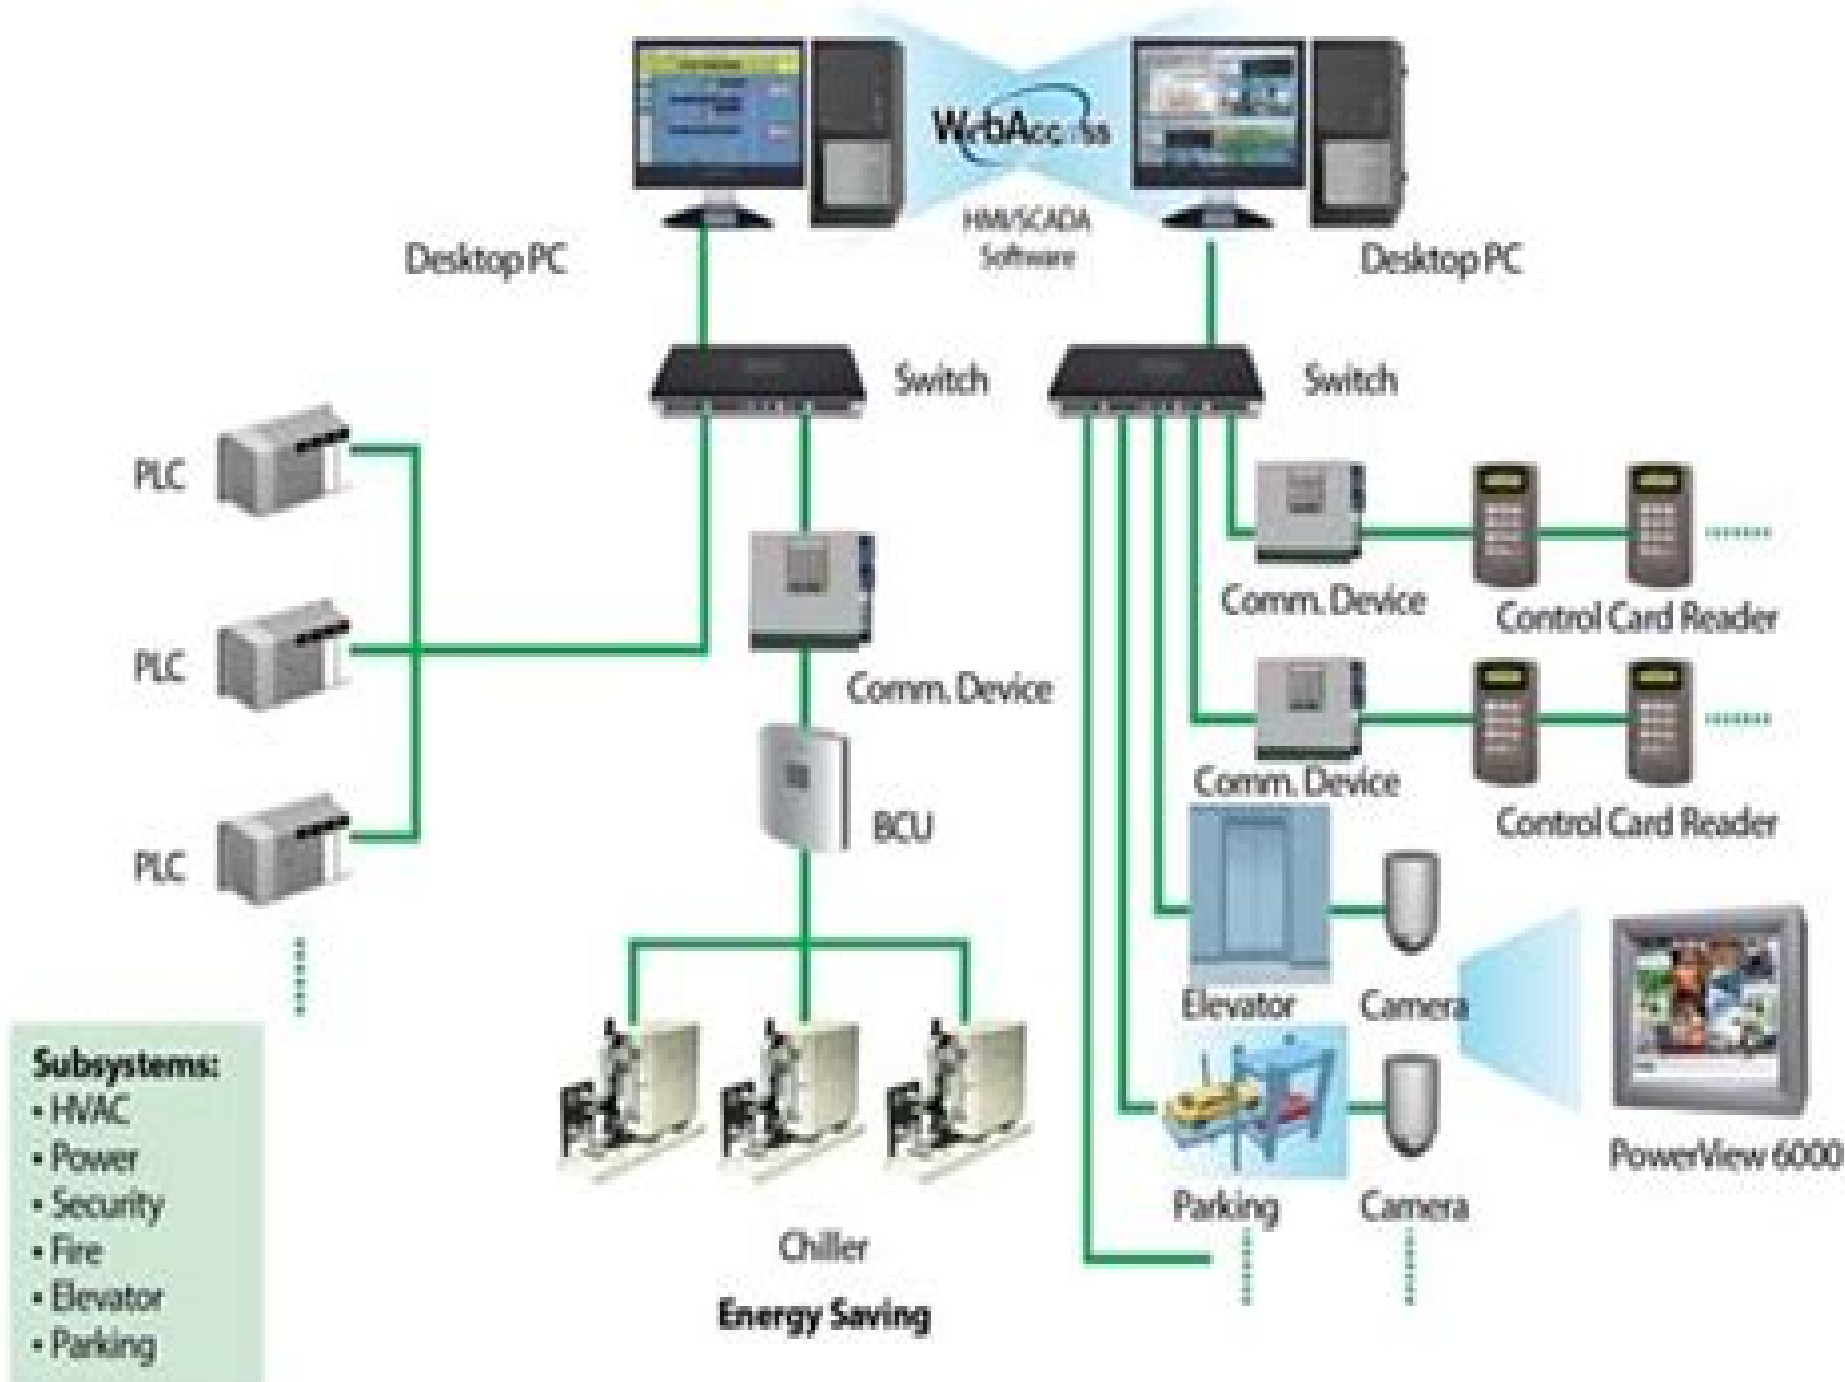 WebAccess
HMI/SCADA
Software
Desktop PC
Desktop PC
Switch
Switch
PLC
PLC
PLC
Comm. Device
BCU
Comm. Device
Control Card Reader
Comm. Device
Control Card Reader
Elevator
Camera
Parking
Camera
PowerView 6000
Chiller
Energy Saving
Subsystems:
• HVAC
• Power
• Security
• Fire
• Elevator
• Parking